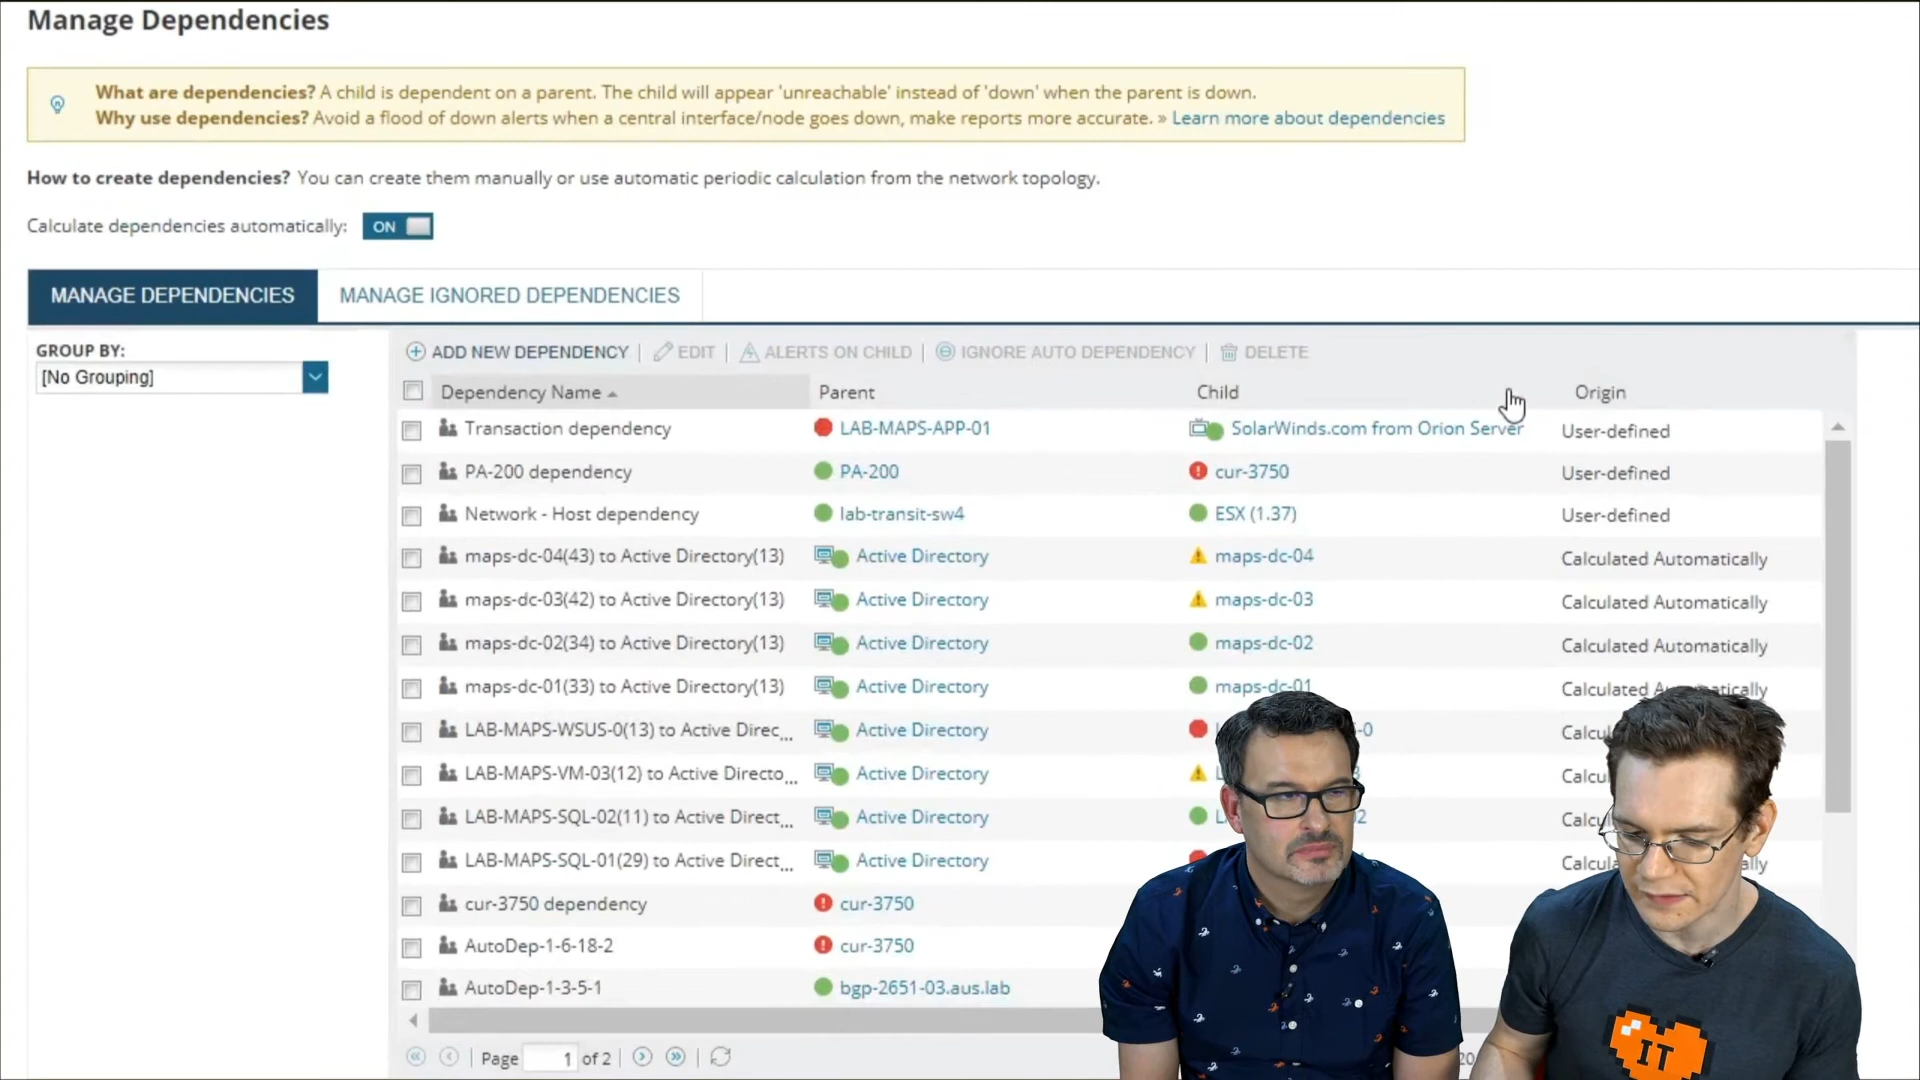 Manage Dependencies
What are dependencies? A child is dependent on a parent. The child will appear 'unreachable' instead of 'down' when the parent is down.
Why use dependencies? Avoid a flood of down alerts when a central interface/node goes down, make reports more accurate. » Learn more about dependencies
How to create dependencies? You can create them manually or use automatic periodic calculation from the network topology.
Calculate dependencies automatically: ON
MANAGE DEPENDENCIES MANAGE IGNORED DEPENDENCIES
GROUP BY:
[No Grouping]
ADD NEW DEPENDENCY | EDIT | ALERTS ON CHILD | IGNORE AUTO DEPENDENCY | DELETE
Dependency Name Parent Child Origin
Transaction dependency LAB-MAPS-APP-01 SolarWinds.com from Orion Server User-defined
PA-200 dependency PA-200 cur-3750 User-defined
Network - Host dependency lab-transit-sw4 ESX (1.37) User-defined
maps-dc-04(43) to Active Directory(13) Active Directory maps-dc-04 Calculated Automatically
maps-dc-03(42) to Active Directory(13) Active Directory maps-dc-03 Calculated Automatically
maps-dc-02(34) to Active Directory(13) Active Directory maps-dc-02 Calculated Automatically
maps-dc-01(33) to Active Directory(13) Active Directory maps-dc-01 Calculated
LAB-MAPS-WSUS-0(13) to Active Direc... Active Directory
LAB-MAPS-VM-03(12) to Active Directo... Active Directory
LAB-MAPS-SQL-02(11) to Active Direct... Active Directory
LAB-MAPS-SQL-01(29) to Active Direct... Active Directory
cur-3750 dependency cur-3750
AutoDep-1-6-18-2 cur-3750
AutoDep-1-3-5-1 bgp-2651-03.aus.lab
Page 1 of 2
IT